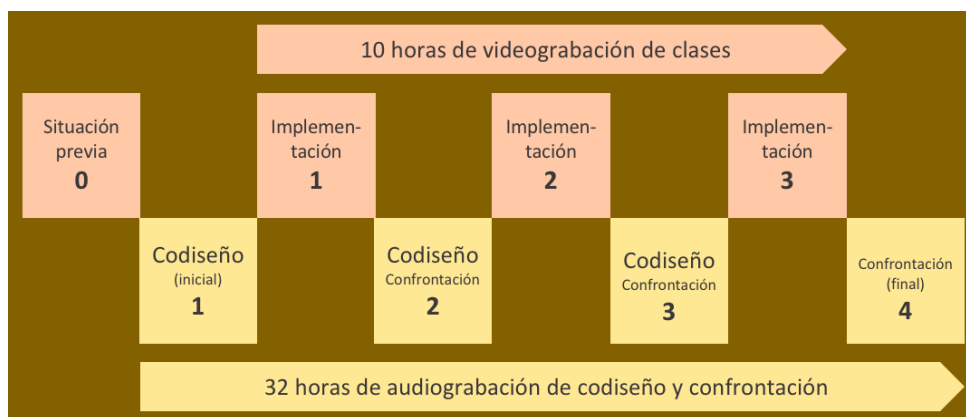 10 horas de videograbación de clases
Situación
previa
0
Implemen-
tación
1
Implemen-
tación
2
Implemen-
tación
3
Codiseño
(inicial)
1
Codiseño
Confrontación
2
Codiseño
Confrontación
3
Confrontación
(final)
4
32 horas de audiograbación de codiseño y confrontación